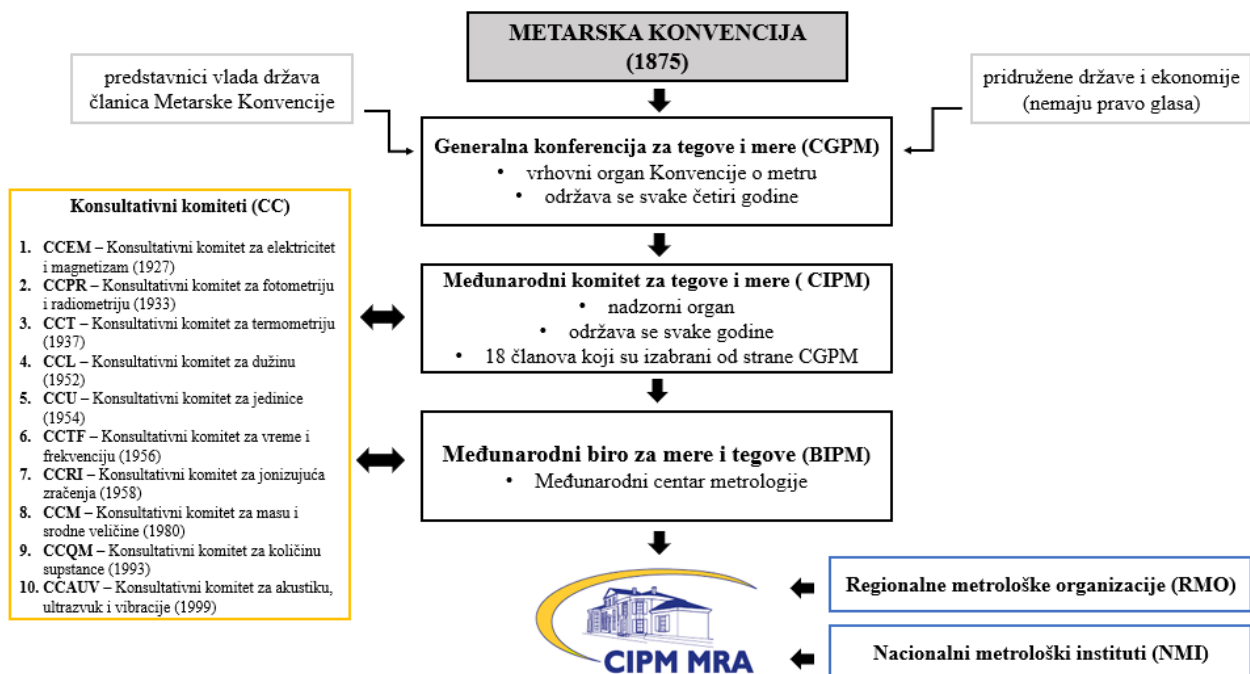 METARSKA KONVENCIJA
(1875)
predstavnici vlada država
članica Metarske Konvencije
pridružene države i ekonomije
(nemaju pravo glasa)
Generalna konferencija za tegove i mere (CGPM)
• vrhovni organ Konvencije o metru
• održava se svake četiri godine
Konsultativni komiteti (CC)
1. CCEM – Konsultativni komitet za elektricitet
i magnetizam (1927)
2. CCPR – Konsultativni komitet za fotometriju
i radiometriju (1933)
3. CCT – Konsultativni komitet za termometriju
(1937)
4. CCL – Konsultativni komitet za dužinu
(1952)
5. CCU – Konsultativni komitet za jedinice
(1954)
6. CCTF – Konsultativni komitet za vreme i
frekvenciju (1956)
7. CCRI – Konsultativni komitet za jonizujuća
zračenja (1958)
8. CCM – Konsultativni komitet za masu i
srodne veličine (1980)
9. CCQM – Konsultativni komitet za količinu
supstance (1993)
10. CCAUV – Konsultativni komitet za akustiku,
ultrazvuk i vibracije (1999)
Međunarodni komitet za tegove i mere ( CIPM)
• nadzorni organ
• održava se svake godine
• 18 članova koji su izabrani od strane CGPM
Međunarodni biro za mere i tegove (BIPM)
• Međunarodni centar metrologije
CIPM MRA
Regionalne metrološke organizacije (RMO)
Nacionalni metrološki instituti (NMI)